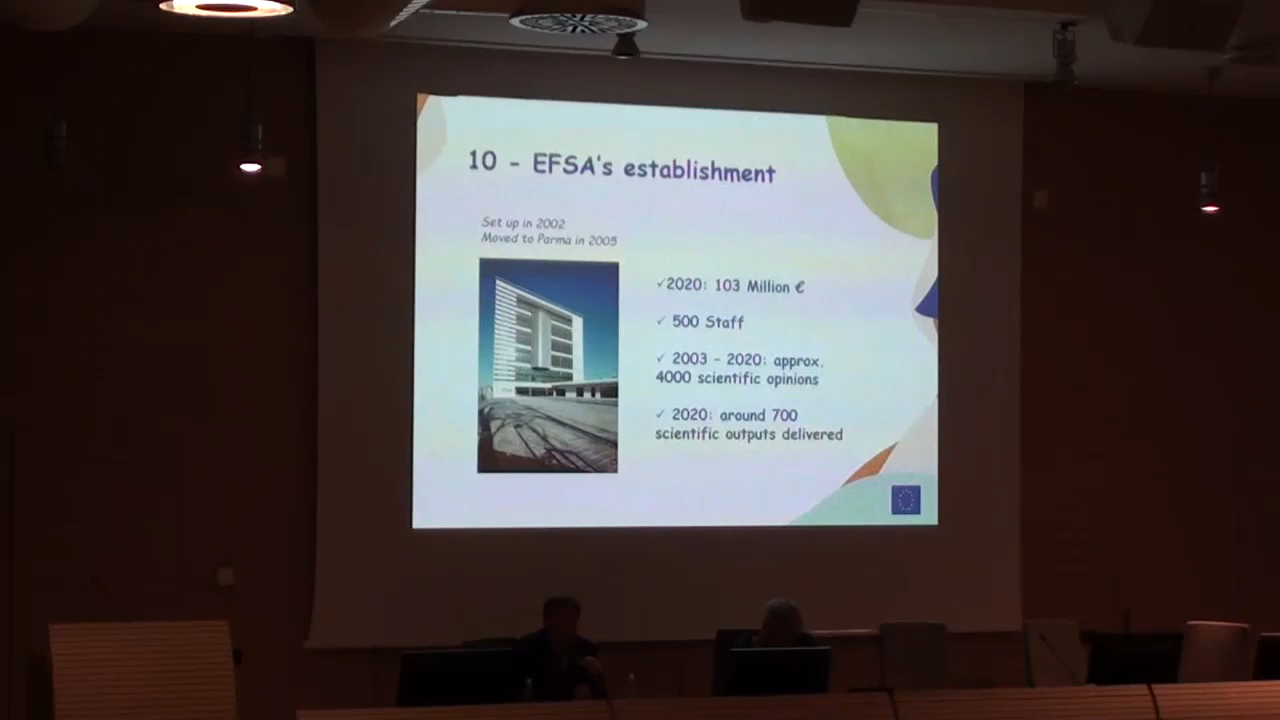 10 - EFSA's establishment
Set up in 2002
Moved to Parma in 2005
✓2020: 103 Million €
✓ 500 Staff
✓ 2003 - 2020: approx.
4000 scientific opinions
✓ 2020: around 700
scientific outputs delivered